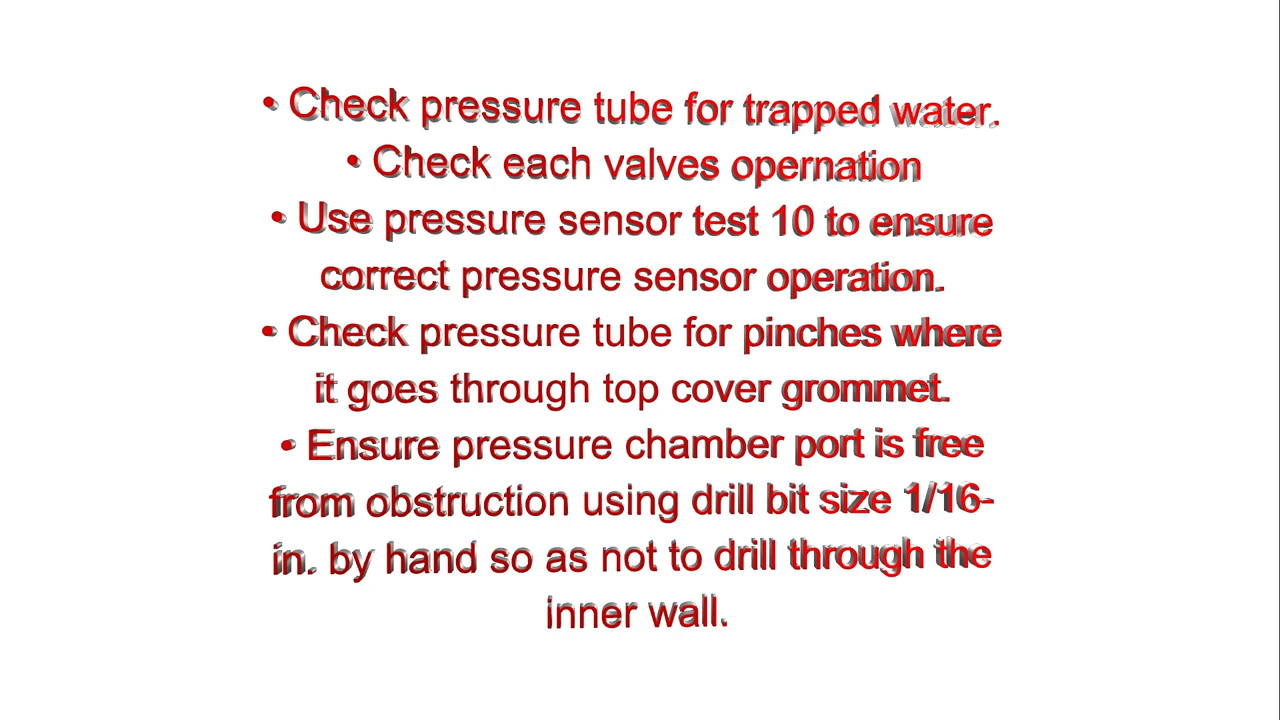 • Check pressure tube for trapped water.
• Check each valves opernation
• Use pressure sensor test 10 to ensure
correct pressure sensor operation.
• Check pressure tube for pinches where
it goes through top cover grommet.
• Ensure pressure chamber port is free
from obstruction using drill bit size 1/16-
in. by hand so as not to drill through the
inner wall.